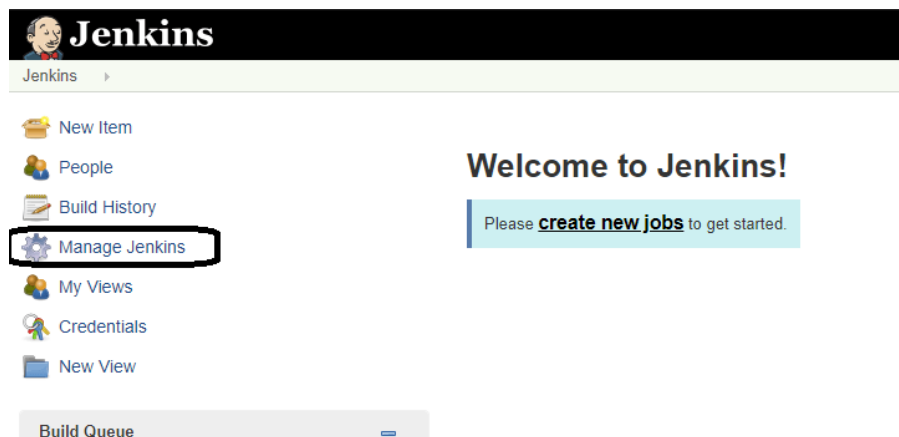 Jenkins
Jenkins
New Item
People
Build History
Manage Jenkins
My Views
Credentials
New View
Build Queue
Welcome to Jenkins!
Please create new jobs to get started.